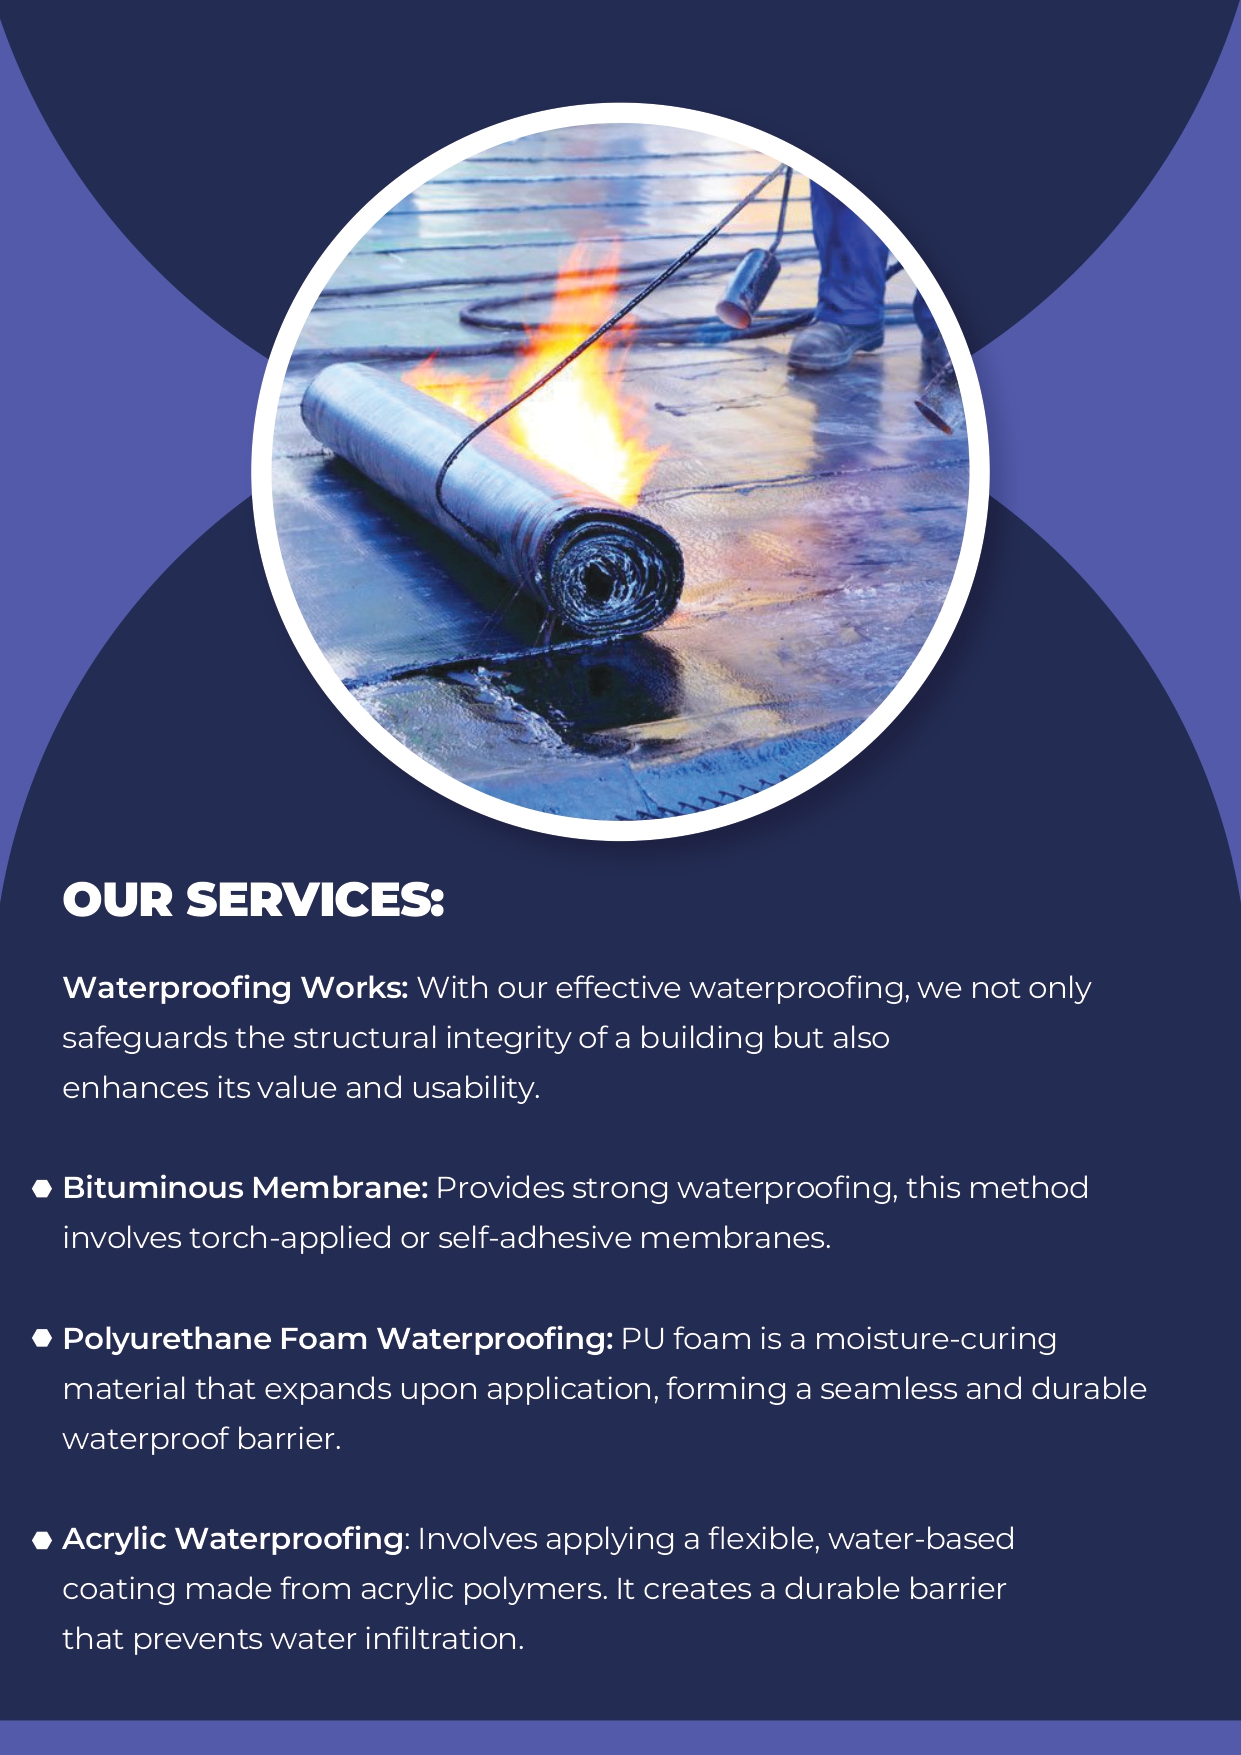 OUR SERVICES:
Waterproofing Works: With our effective waterproofing, we not only
safeguards the structural integrity of a building but also
enhances its value and usability.
Bituminous Membrane: Provides strong waterproofing, this method
involves torch-applied or self-adhesive membranes.
Polyurethane Foam Waterproofing: PU foam is a moisture-curing
material that expands upon application, forming a seamless and durable
waterproof barrier.
Acrylic Waterproofing: Involves applying a flexible, water-based
coating made from acrylic polymers. It creates a durable barrier
that prevents water infiltration.